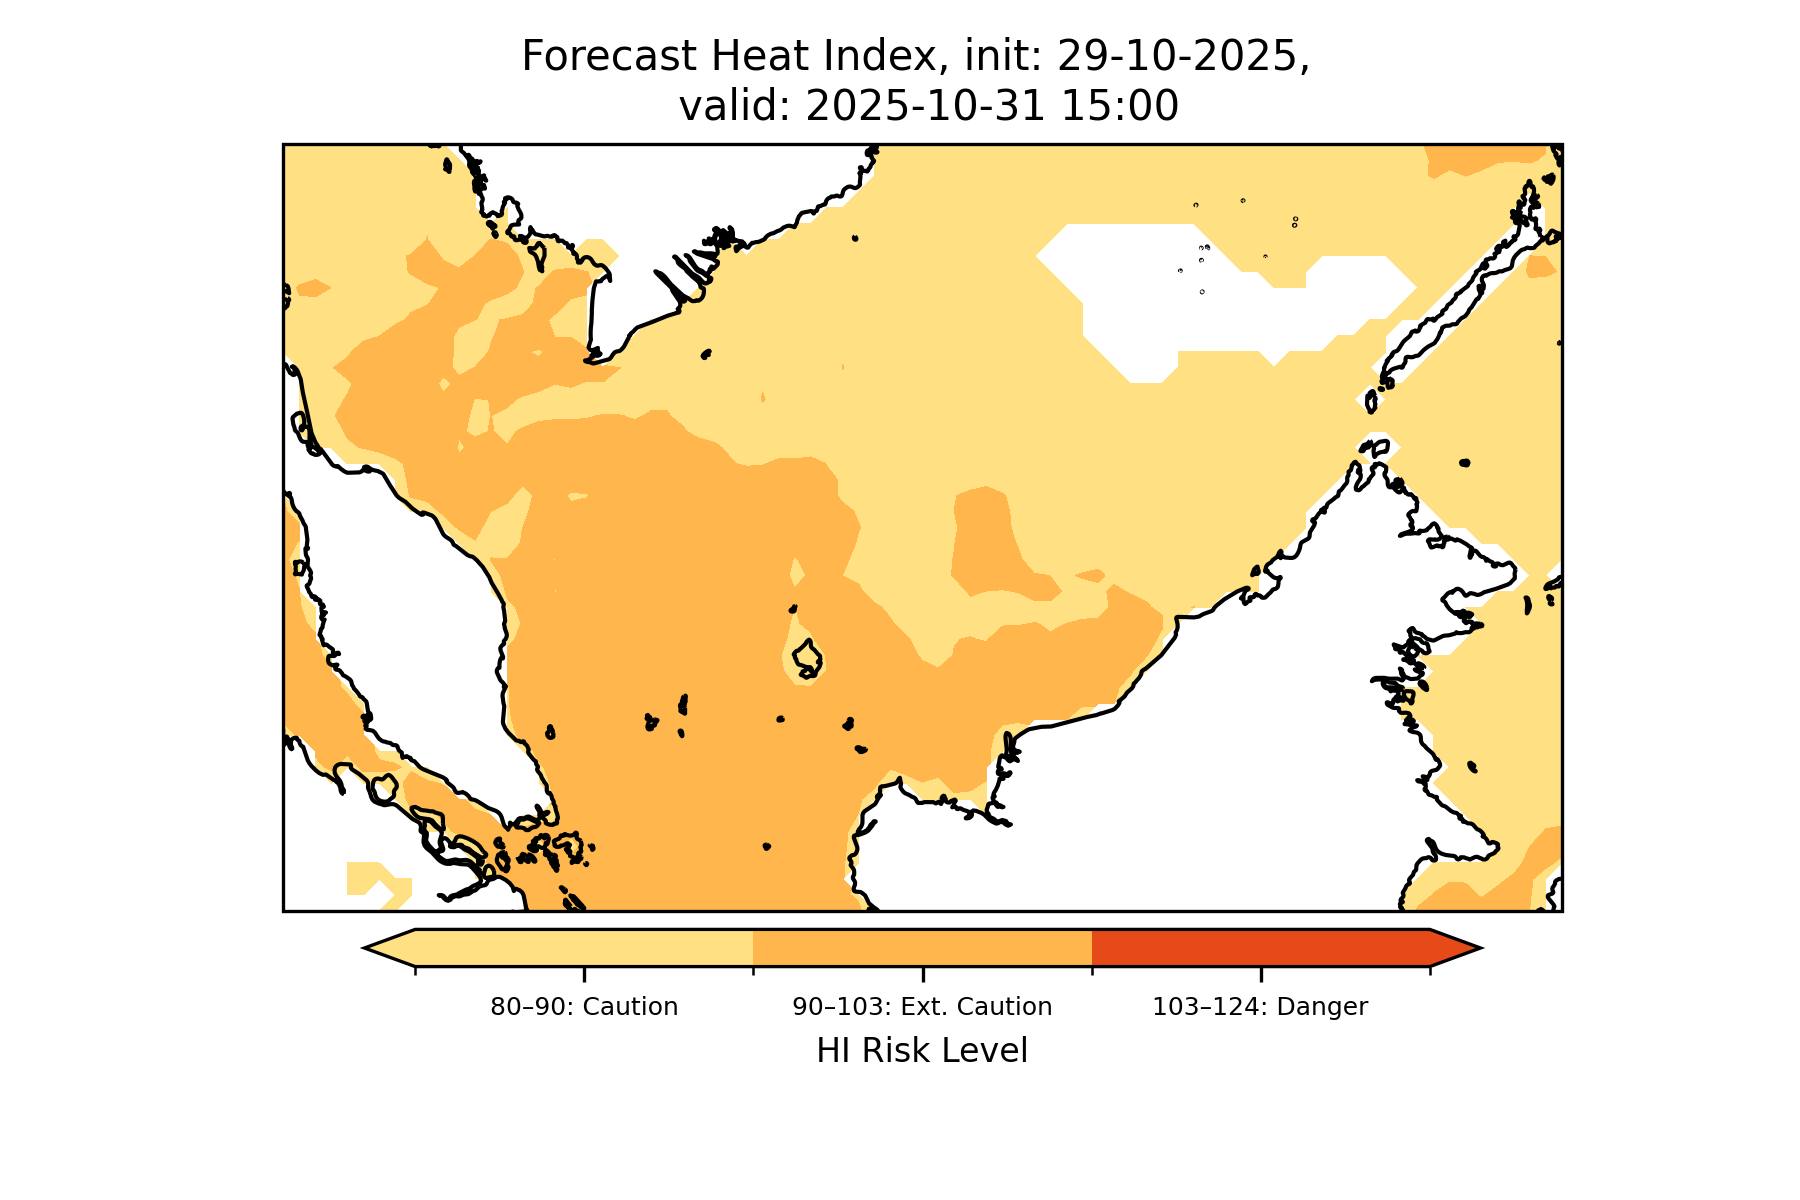 Forecast Heat Index, init: 29-10-2025,
valid: 2025-10-31 15:00
80–90: Caution
90–103: Ext. Caution
103–124: Danger
HI Risk Level